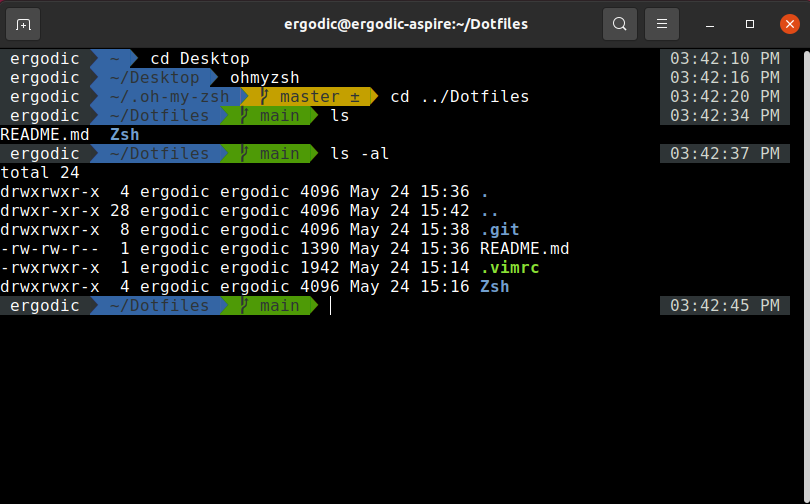 ergodic@ergodic-aspire:~/Dotfiles
ergodic ~ cd Desktop 03:42:10 PM
ergodic ~/Desktop ohmyzsh 03:42:16 PM
ergodic ~/.oh-my-zsh master ± cd ../Dotfiles 03:42:20 PM
ergodic ~/Dotfiles main ls 03:42:34 PM
README.md Zsh
ergodic ~/Dotfiles main ls -al 03:42:37 PM
total 24
drwxrwxr-x 4 ergodic ergodic 4096 May 24 15:36 .
drwxr-xr-x 28 ergodic ergodic 4096 May 24 15:42 ..
drwxrwxr-x 8 ergodic ergodic 4096 May 24 15:38 .git
-rw-rw-r-- 1 ergodic ergodic 1390 May 24 15:36 README.md
-rwxrwxr-x 1 ergodic ergodic 1942 May 24 15:14 .vimrc
drwxrwxr-x 4 ergodic ergodic 4096 May 24 15:16 Zsh
ergodic ~/Dotfiles main 03:42:45 PM